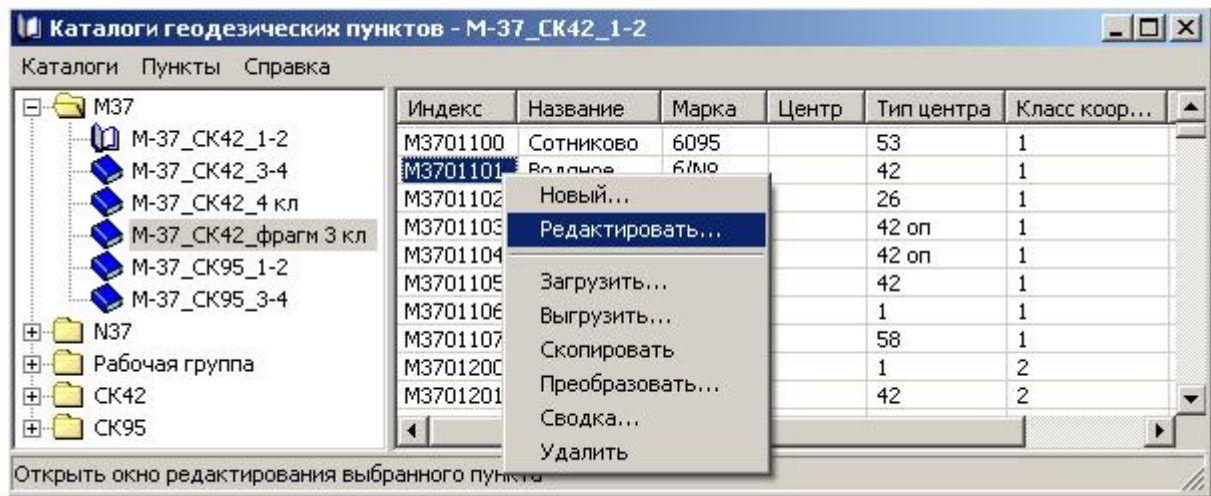 Каталоги геодезических пунктов - М-37_СК42_1-2
Каталоги Пункты Справка
М37
М-37_СК42_1-2
М-37_СК42_3-4
М-37_СК42_4 кл
М-37_СК42_фрагм 3 кл
М-37_СК95_1-2
М-37_СК95_3-4
N37
Рабочая группа
СК42
СК95
Индекс Название Марка Центр Тип центра Класс коор...
М3701100 Сотниково 6095 53 1
М3701101 Водяное б/№ 42 1
М3701102 26 1
М3701103 42 оп 1
М3701104 42 оп 1
М3701105 42 1
М3701106 1 1
М3701107 58 1
М3701200 1 2
М3701201 42 2
Новый...
Редактировать...
Загрузить...
Выгрузить...
Скопировать
Преобразовать...
Сводка...
Удалить
Открыть окно редактирования выбранного пункта